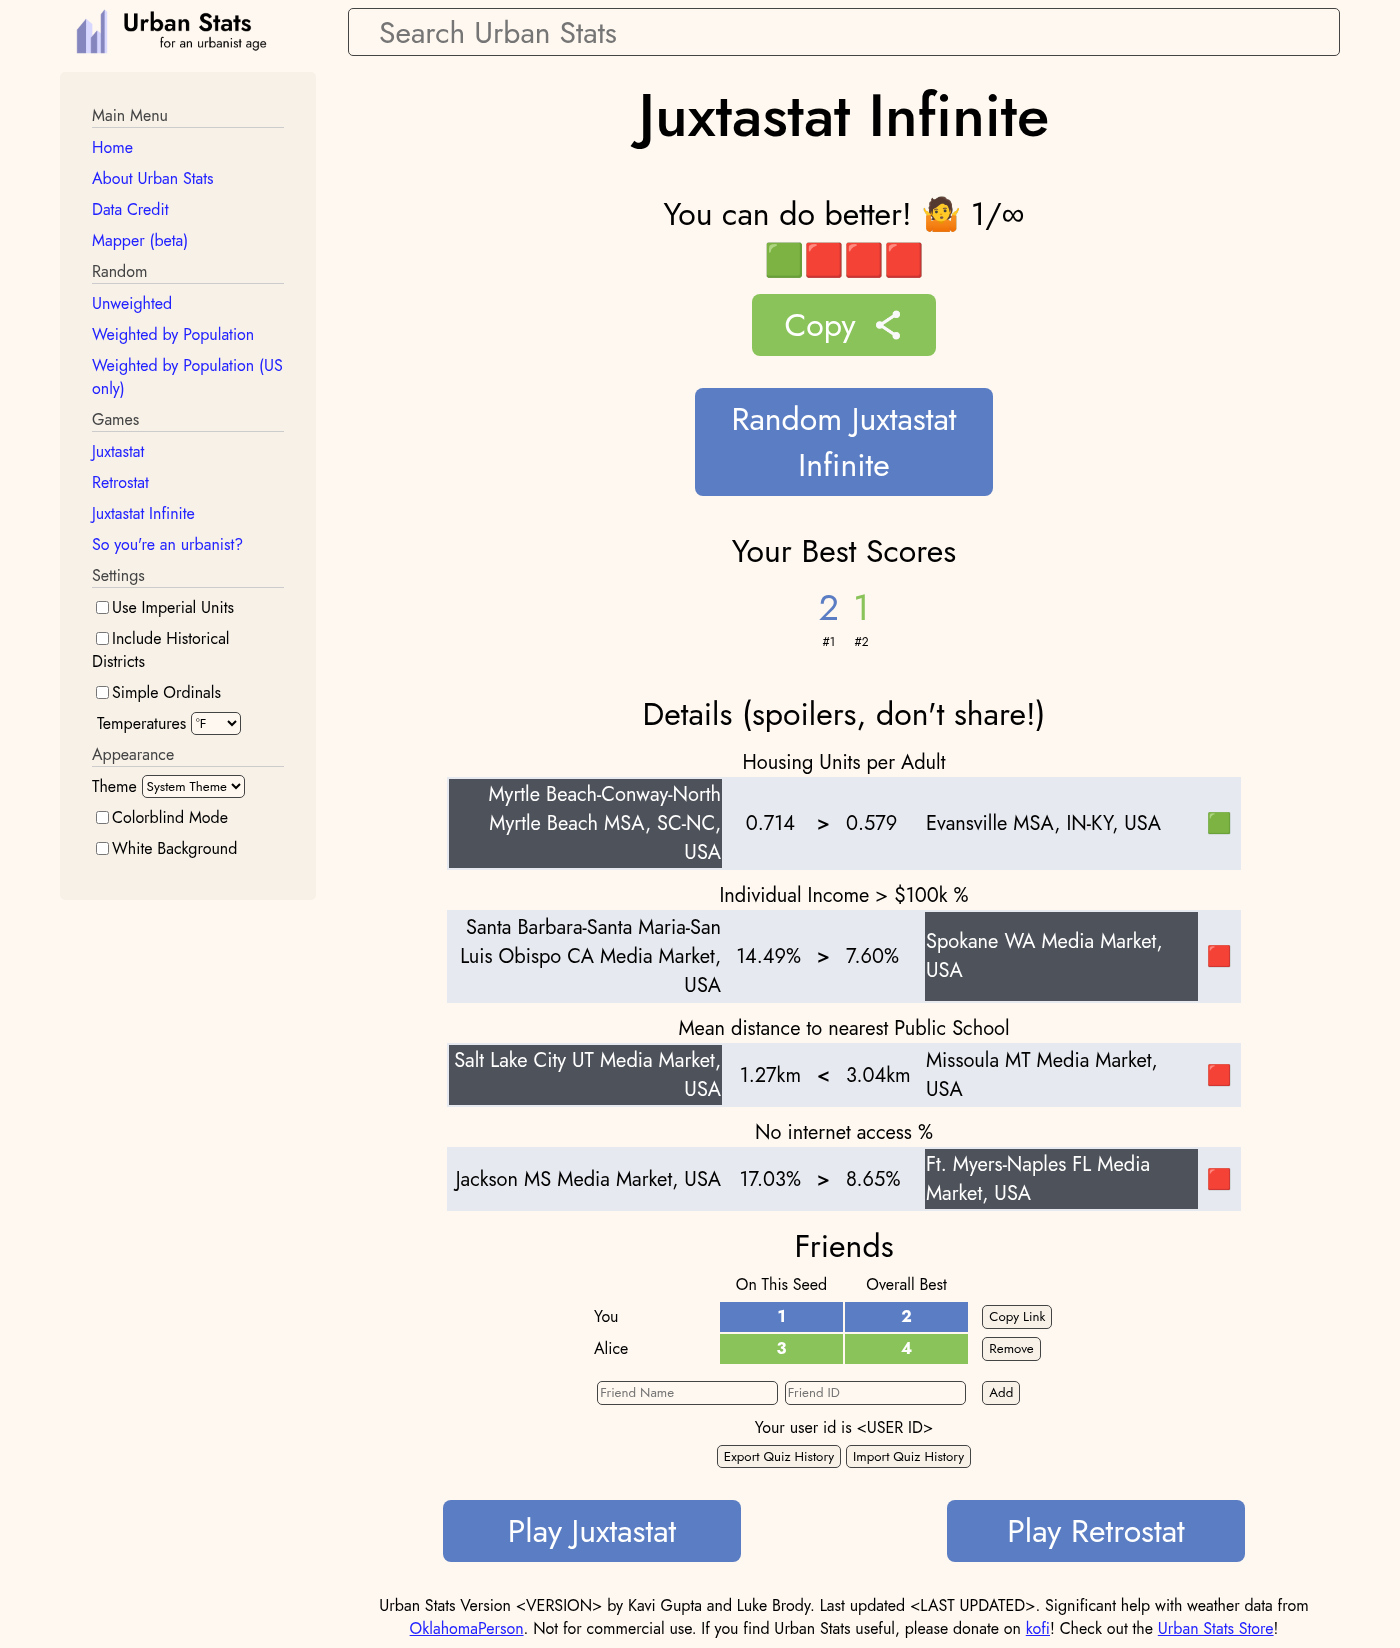 Urban Stats
for an urbanist age
Search Urban Stats
Main Menu
Home
About Urban Stats
Data Credit
Mapper (beta)
Random
Unweighted
Weighted by Population
Weighted by Population (US
only)
Games
Juxtastat
Retrostat
Juxtastat Infinite
So you're an urbanist?
Settings
Use Imperial Units
Include Historical
Districts
Simple Ordinals
Temperatures °F
Appearance
Theme System Theme
Colorblind Mode
White Background
Juxtastat Infinite
You can do better! 🤷 1/∞
🟩🟥🟥🟥
Copy
Random Juxtastat
Infinite
Your Best Scores
2 1
#1 #2
Details (spoilers, don't share!)
Housing Units per Adult
Myrtle Beach-Conway-North
Myrtle Beach MSA, SC-NC,
USA
0.714 > 0.579
Evansville MSA, IN-KY, USA
🟩
Individual Income > $100k %
Santa Barbara-Santa Maria-San
Luis Obispo CA Media Market,
USA
14.49% > 7.60%
Spokane WA Media Market,
USA
🟥
Mean distance to nearest Public School
Salt Lake City UT Media Market,
USA
1.27km < 3.04km
Missoula MT Media Market,
USA
🟥
No internet access %
Jackson MS Media Market, USA
17.03% > 8.65%
Ft. Myers-Naples FL Media
Market, USA
🟥
Friends
On This Seed Overall Best
You 1 2 Copy Link
Alice 3 4 Remove
Friend Name Friend ID Add
Your user id is <USER ID>
Export Quiz History Import Quiz History
Play Juxtastat Play Retrostat
Urban Stats Version <VERSION> by Kavi Gupta and Luke Brody. Last updated <LAST UPDATED>. Significant help with weather data from
OklahomaPerson. Not for commercial use. If you find Urban Stats useful, please donate on kofi! Check out the Urban Stats Store!